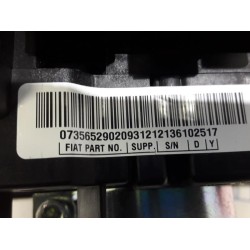 07356529020931212136102517
FIAT PART NO. SUPP. S/N D Y